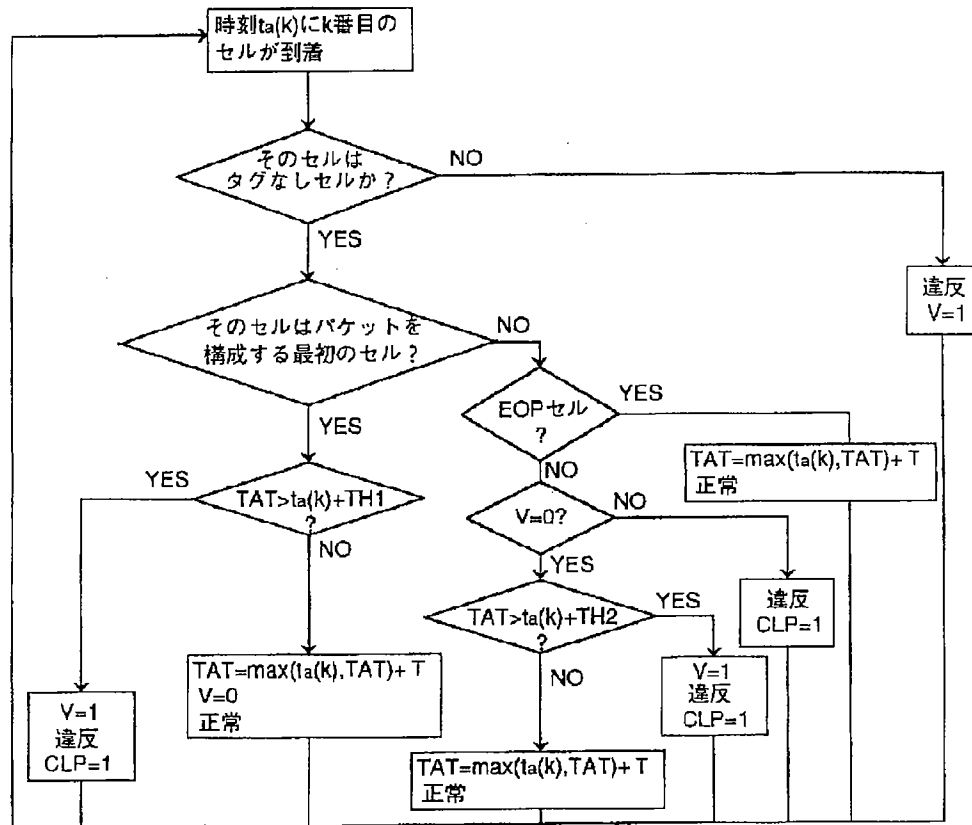 時刻ta(k)にk番目の
セルが到着
そのセルは
タグなしセルか?
NO
YES
違反
V=1
そのセルはパケットを
構成する最初のセル?
NO
YES
EOPセル
?
YES
NO
TAT=max(ta(k),TAT)+T
正常
YES
TAT>ta(k)+TH1
?
NO
V=0?
NO
YES
違反
CLP=1
TAT>ta(k)+TH2
?
YES
NO
TAT=max(ta(k),TAT)+T
V=0
正常
V=1
違反
CLP=1
V=1
違反
CLP=1
TAT=max(ta(k),TAT)+T
正常